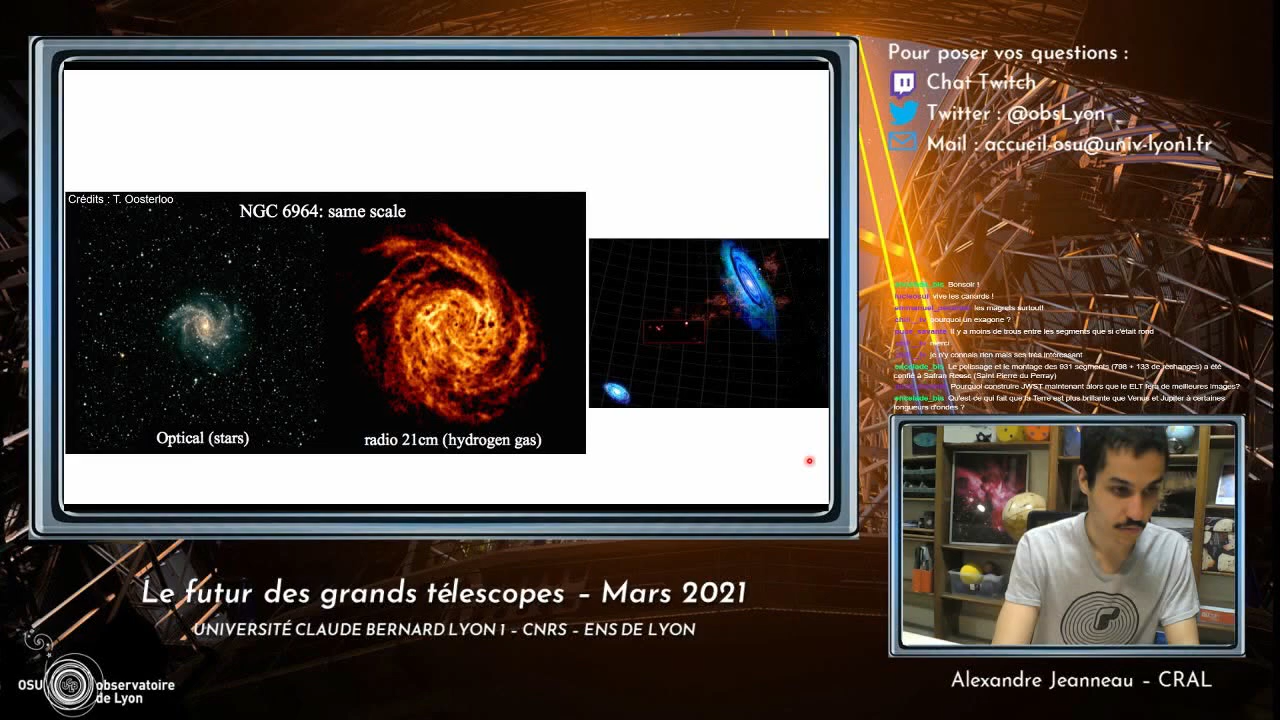 Pour poser vos questions :
Chat Twitch
Twitter : @obsLyon _
Mail : accueil-osu@univ-lyon1.fr
Crédits : T. Oosterloo
NGC 6964: same scale
Optical (stars)
radio 21cm (hydrogen gas)
Bonsoir !
vive les canards !
les magrets surtout!
pourquoi un exagone ?
Il y a moins de trous entre les segments que si c'était rond
merci
je n'y connais rien mais ses très intéressant
encelade_bis Le polissage et le montage des 931 segments (798 + 133 de rechanges) a été
confié à Safran Reosc (Saint Pierre du Perray)
Pourquoi construire JWST maintenant alors que le ELT fera de meilleures images?
encelade_bis Qu'est ce qui fait que la Terre est plus brillante que Venus et Jupiter à certaines
longueurs d'ondes ?
Le futur des grands télescopes – Mars 2021
UNIVERSITÉ CLAUDE BERNARD LYON 1 – CNRS – ENS DE LYON
OSU observatoire
de Lyon
Alexandre Jeanneau – CRAL